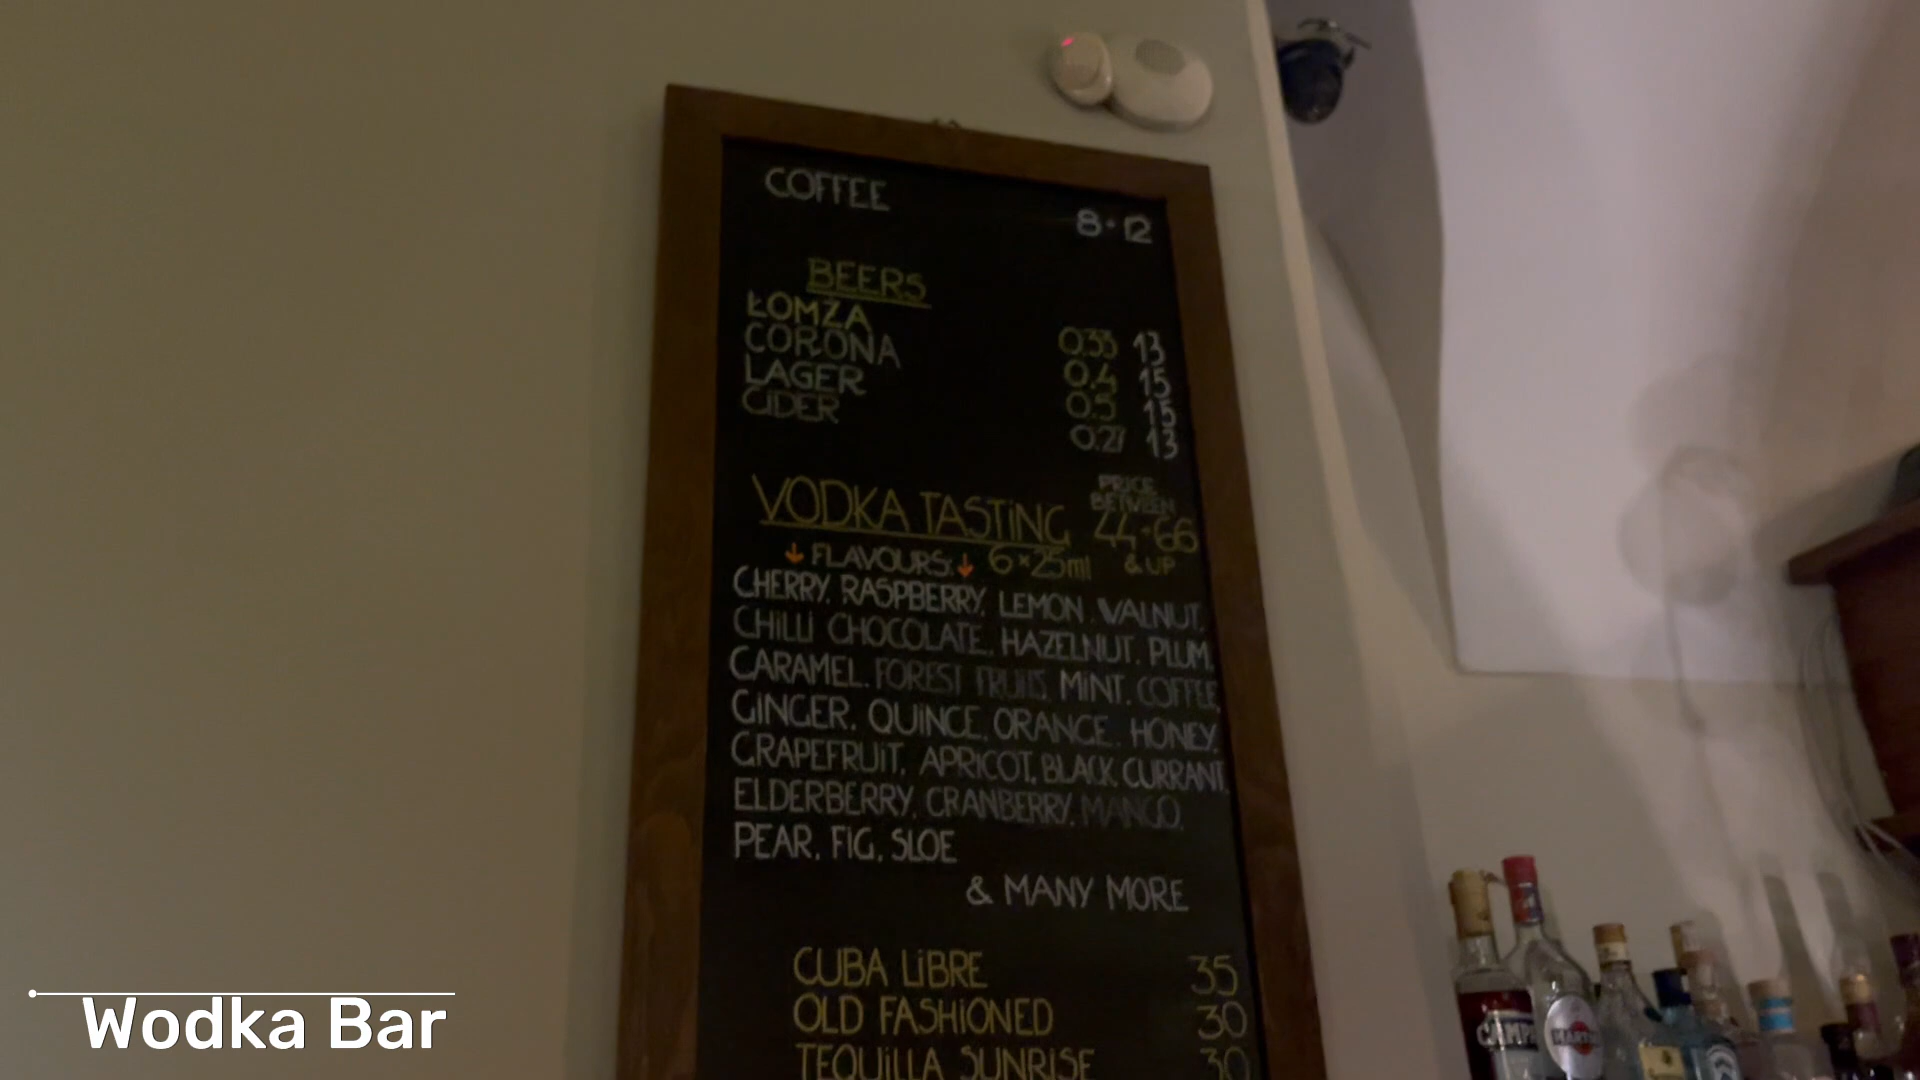 COFFEE 8-12
BEERS
ŁOMŻA 0.33 13
CORONA 0.4 15
LAGER 0.5 15
CIDER 0.27 13
PRICE
BETWEEN
VODKA TASTING 44-66
↓ FLAVOURS: ↓ 6×25ml & UP
CHERRY, RASPBERRY, LEMON, WALNUT,
CHILLI CHOCOLATE, HAZELNUT, PLUM,
CARAMEL, FOREST FRUITS, MINT, COFFEE,
GINGER, QUINCE, ORANGE, HONEY,
GRAPEFRUIT, APRICOT, BLACK CURRANT,
ELDERBERRY, CRANBERRY, MANGO,
PEAR, FIG, SLOE
& MANY MORE
CUBA LIBRE 35
OLD FASHIONED 30
TEQUILLA SUNRISE 30
Wodka Bar